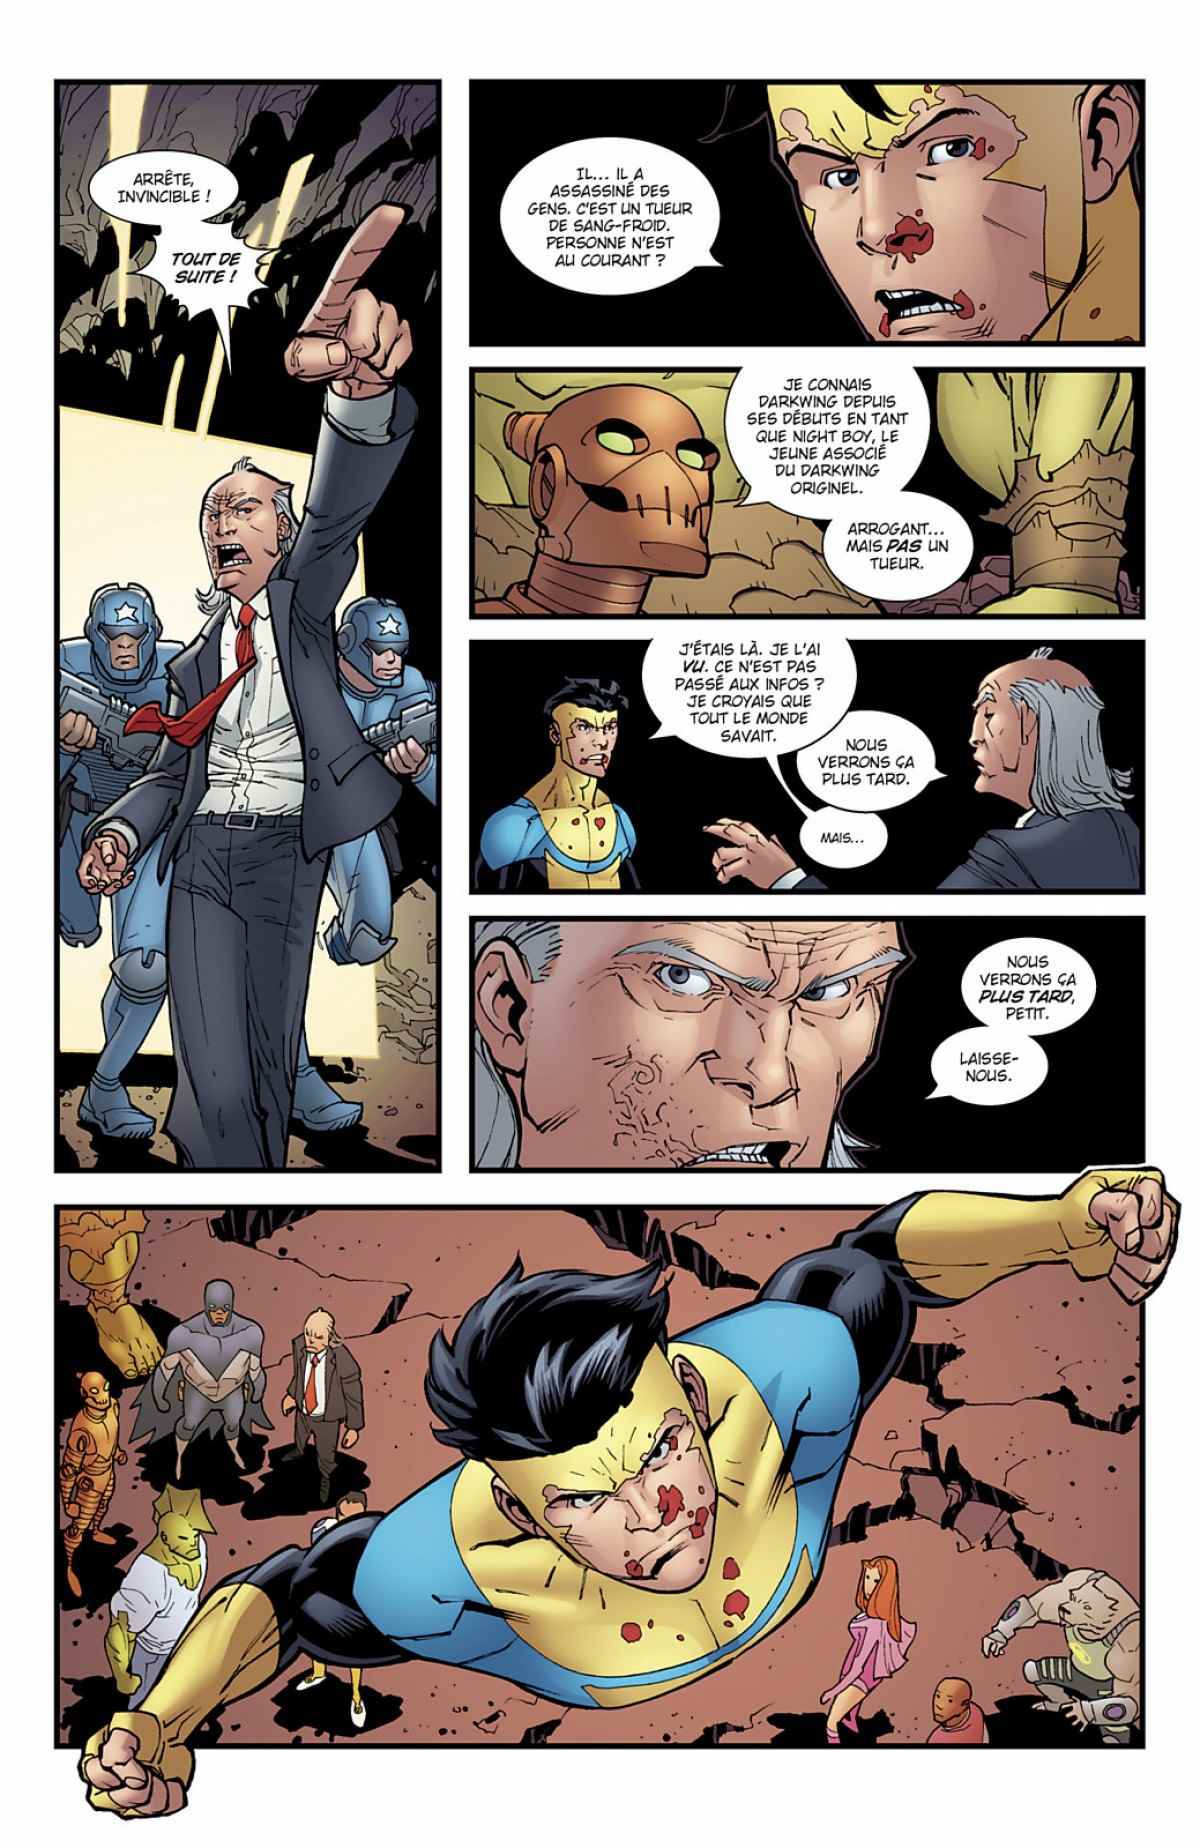 ARRÊTE,
INVINCIBLE !
TOUT DE
SUITE !
IL... IL A
ASSASSINÉ DES
GENS. C'EST UN TUEUR
DE SANG-FROID.
PERSONNE N'EST
AU COURANT ?
JE CONNAIS
DARKWING DEPUIS
SES DÉBUTS EN TANT
QUE NIGHT BOY, LE
JEUNE ASSOCIÉ
DU DARKWING
ORIGINEL.
ARROGANT...
MAIS PAS UN
TUEUR.
J'ÉTAIS LÀ. JE L'AI
VU. CE N'EST PAS
PASSÉ AUX INFOS ?
JE CROYAIS QUE
TOUT LE MONDE
SAVAIT.
NOUS
VERRONS ÇA
PLUS TARD.
MAIS...
NOUS
VERRONS ÇA
PLUS TARD,
PETIT.
LAISSE-
NOUS.